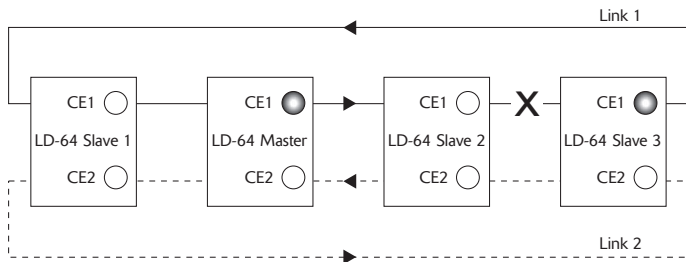 Link 1
CE1 CE1 CE1 X CE1
LD-64 Slave 1 LD-64 Master LD-64 Slave 2 LD-64 Slave 3
CE2 CE2 CE2 CE2
Link 2